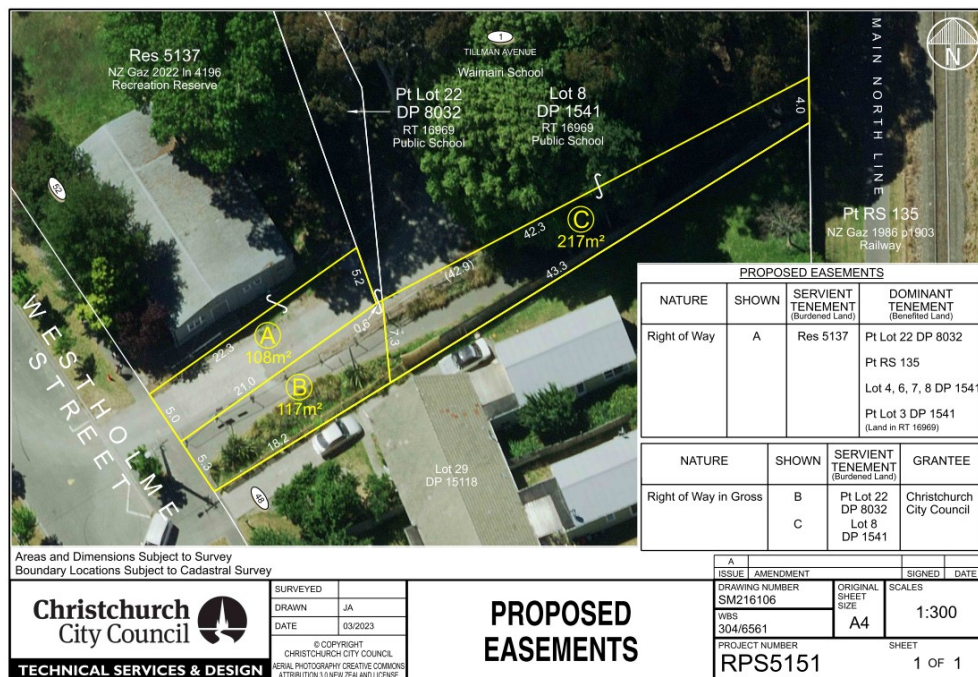 Res 5137
NZ Gaz 2022 ln 4196
Recreation Reserve
1
TILLMAN AVENUE
Waimairi School
Pt Lot 22
DP 8032
RT 16969
Public School
Lot 8
DP 1541
RT 16969
Public School
MAIN NORTH LINE
N
4.0
52
C
217m²
42.3
(42.9)
43.3
Pt RS 135
NZ Gaz 1986 p1903
Railway
5.2
0.6
7.3
A
108m²
22.3
21.0
B
117m²
5.0
5.3
18.2
WESTHOLME
STREET
48
Lot 29
DP 15118
PROPOSED EASEMENTS
NATURE SHOWN SERVIENT TENEMENT (Burdened Land) DOMINANT TENEMENT (Benefited Land)
Right of Way A Res 5137 Pt Lot 22 DP 8032
Pt RS 135
Lot 4, 6, 7, 8 DP 1541
Pt Lot 3 DP 1541
(Land in RT 16969)
NATURE SHOWN SERVIENT TENEMENT (Burdened Land) GRANTEE
Right of Way in Gross B Pt Lot 22 DP 8032 Christchurch City Council
C Lot 8 DP 1541
Areas and Dimensions Subject to Survey
Boundary Locations Subject to Cadastral Survey
Christchurch
City Council
TECHNICAL SERVICES & DESIGN
SURVEYED
DRAWN JA
DATE 03/2023
© COPYRIGHT
CHRISTCHURCH CITY COUNCIL
AERIAL PHOTOGRAPHY CREATIVE COMMONS
ATTRIBUTION 3.0 NEW ZEALAND LICENSE
PROPOSED
EASEMENTS
A
ISSUE AMENDMENT SIGNED DATE
DRAWING NUMBER
SM216106
WBS
304/6561
ORIGINAL
SHEET
SIZE
A4
SCALES
1:300
PROJECT NUMBER
RPS5151
SHEET
1 OF 1